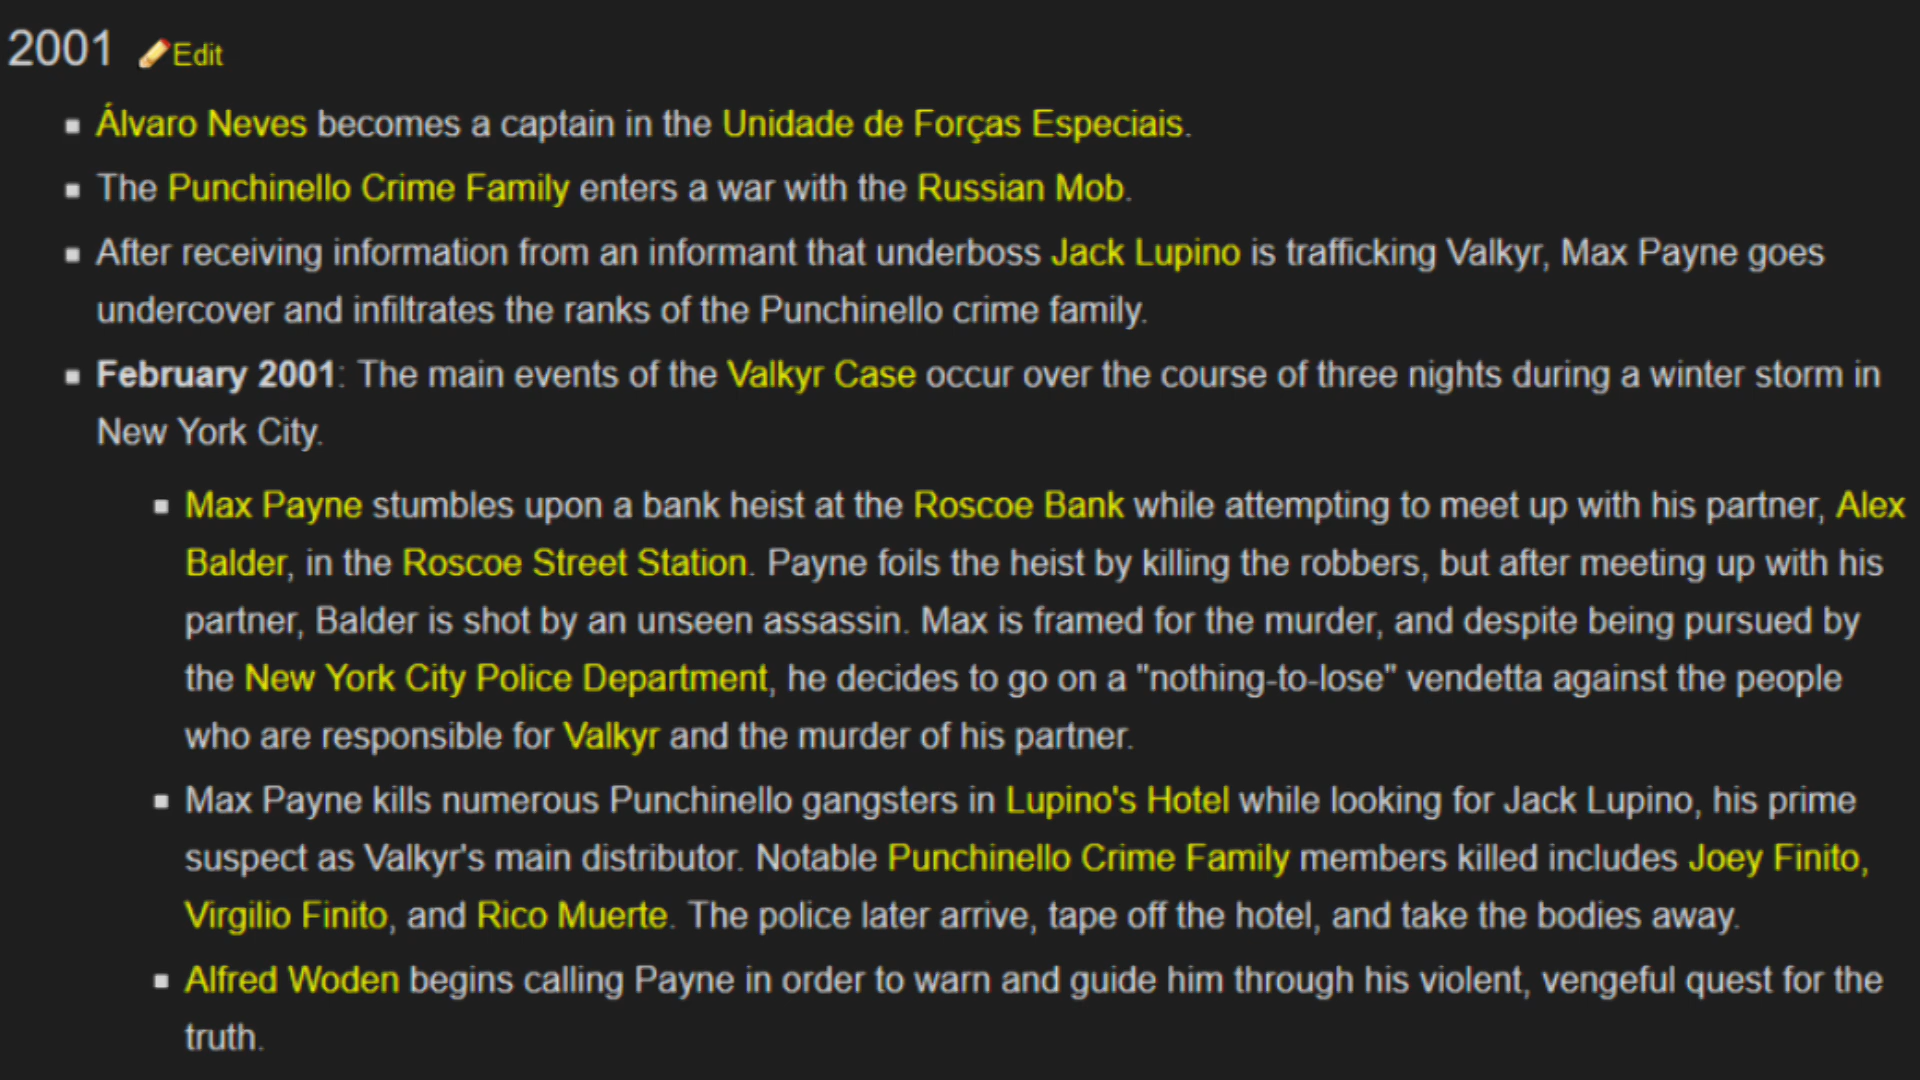 2001 Edit
Álvaro Neves becomes a captain in the Unidade de Forças Especiais.
The Punchinello Crime Family enters a war with the Russian Mob.
After receiving information from an informant that underboss Jack Lupino is trafficking Valkyr, Max Payne goes
undercover and infiltrates the ranks of the Punchinello crime family.
February 2001: The main events of the Valkyr Case occur over the course of three nights during a winter storm in
New York City.
Max Payne stumbles upon a bank heist at the Roscoe Bank while attempting to meet up with his partner, Alex
Balder, in the Roscoe Street Station. Payne foils the heist by killing the robbers, but after meeting up with his
partner, Balder is shot by an unseen assassin. Max is framed for the murder, and despite being pursued by
the New York City Police Department, he decides to go on a "nothing-to-lose" vendetta against the people
who are responsible for Valkyr and the murder of his partner.
Max Payne kills numerous Punchinello gangsters in Lupino's Hotel while looking for Jack Lupino, his prime
suspect as Valkyr's main distributor. Notable Punchinello Crime Family members killed includes Joey Finito,
Virgilio Finito, and Rico Muerte. The police later arrive, tape off the hotel, and take the bodies away.
Alfred Woden begins calling Payne in order to warn and guide him through his violent, vengeful quest for the
truth.